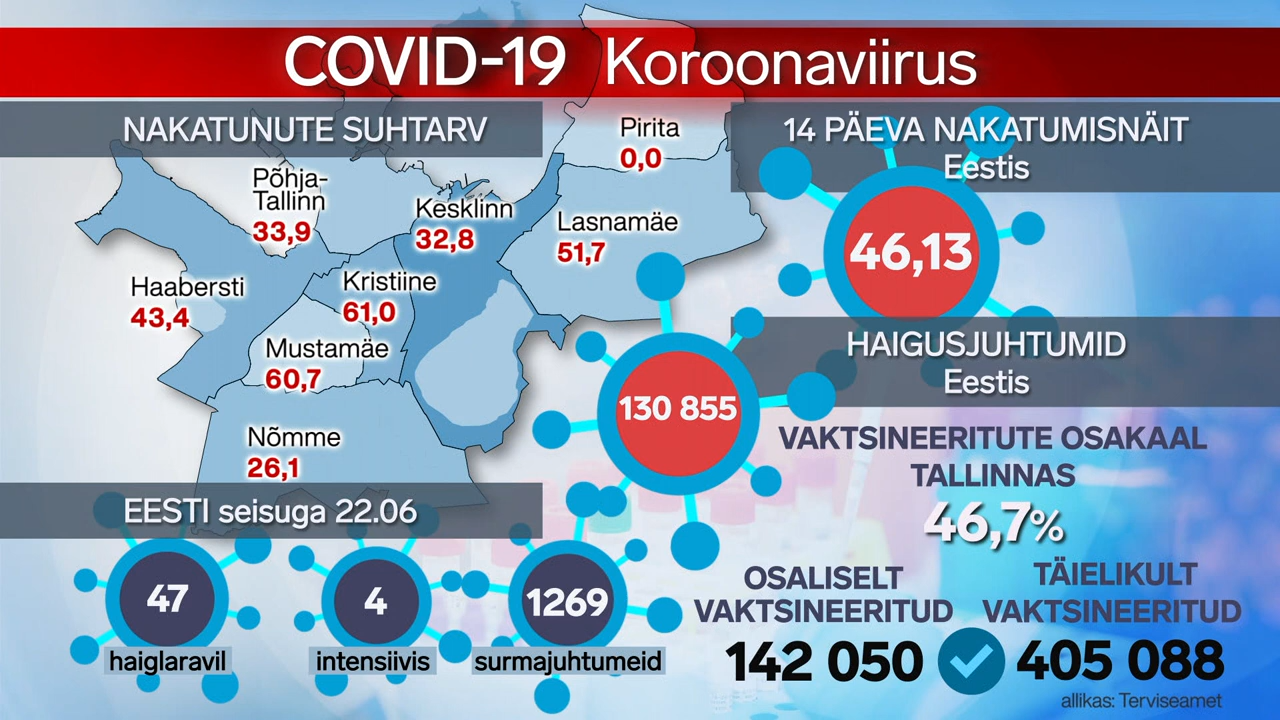 COVID-19 Koroonaviirus
NAKATUNUTE SUHTARV
Pirita
0,0
Põhja-
Tallinn
33,9
Kesklinn
32,8
Lasnamäe
51,7
Haabersti
43,4
Kristiine
61,0
Mustamäe
60,7
Nõmme
26,1
14 PÄEVA NAKATUMISNÄIT
Eestis
46,13
HAIGUSJUHTUMID
Eestis
130 855
VAKTSINEERITUTE OSAKAAL
TALLINNAS
46,7%
EESTI seisuga 22.06
47
haiglaravil
4
intensiivis
1269
surmajuhtumeid
OSALISELT
VAKTSINEERITUD
142 050
TÄIELIKULT
VAKTSINEERITUD
405 088
allikas: Terviseamet